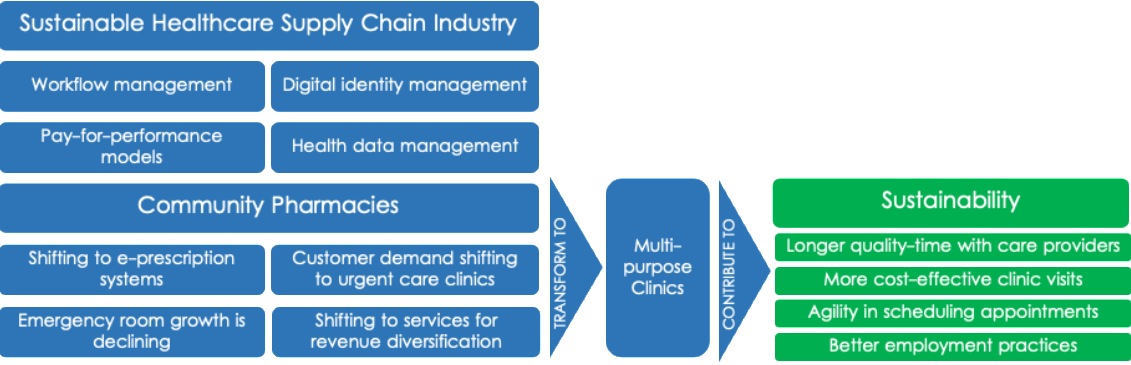 Sustainable Healthcare Supply Chain Industry
Workflow management
Digital identity management
Pay-for-performance
models
Health data management
Community Pharmacies
Shifting to e-prescription
systems
Customer demand shifting
to urgent care clinics
Emergency room growth is
declining
Shifting to services for
revenue diversification
TRANSFORM TO
Multi-
purpose
Clinics
CONTRIBUTE TO
Sustainability
Longer quality-time with care providers
More cost-effective clinic visits
Agility in scheduling appointments
Better employment practices